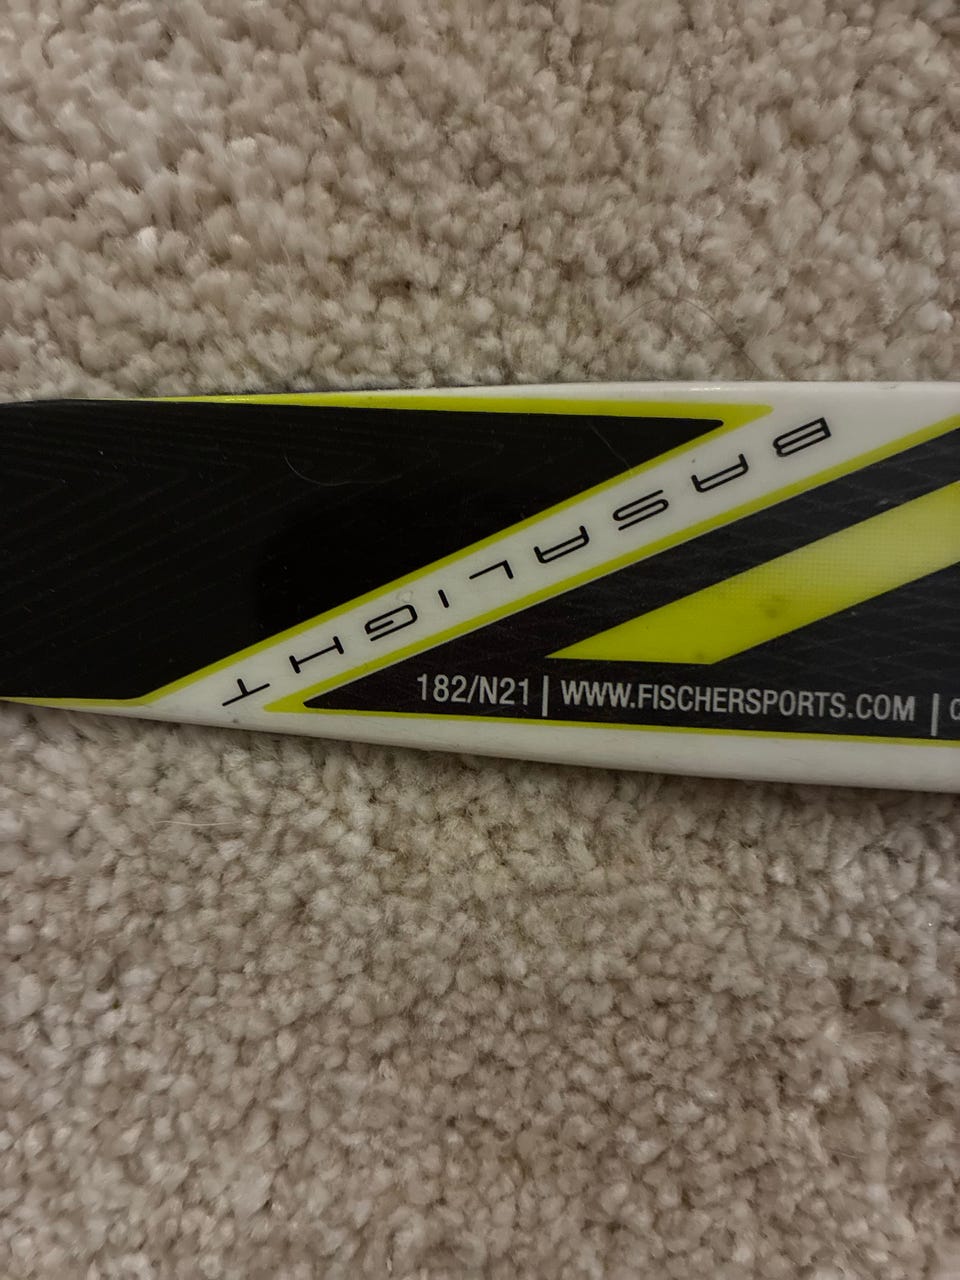 BASALIGHT
182/N21 | WWW.FISCHERSPORTS.COM |